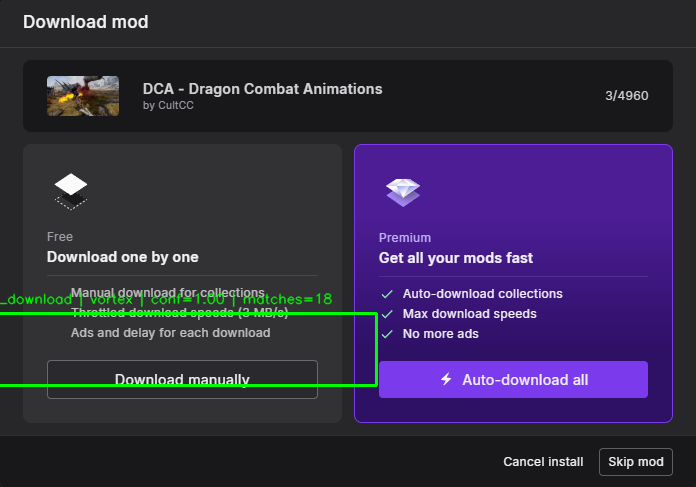 Download mod
DCA - Dragon Combat Animations
by CultCC
3/4960
Free
Download one by one
Manual download for collections
_download | vortex | conf=1.00 | matches=18
Throttled download speeds (3 MB/s)
Ads and delay for each download
Download manually
Premium
Get all your mods fast
Auto-download collections
Max download speeds
No more ads
Auto-download all
Cancel install
Skip mod